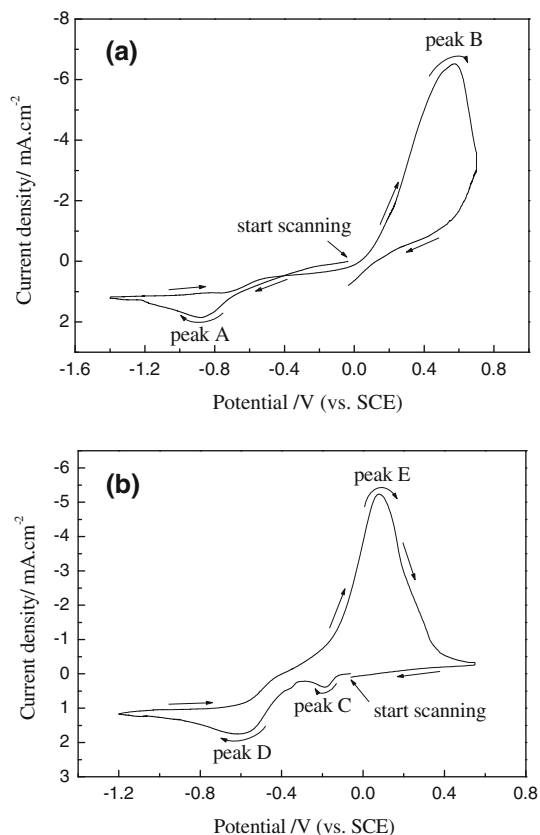 (a)
peak B
start scanning
peak A
-8
-6
-4
-2
0
2
Current density/ mA.cm-2
-1.6 -1.2 -0.8 -0.4 0.0 0.4 0.8
Potential /V (vs. SCE)
(b)
peak E
peak C
start scanning
peak D
-6
-5
-4
-3
-2
-1
0
1
2
3
Current density/ mA.cm-2
-1.2 -0.8 -0.4 0.0 0.4 0.8
Potential /V (vs. SCE)